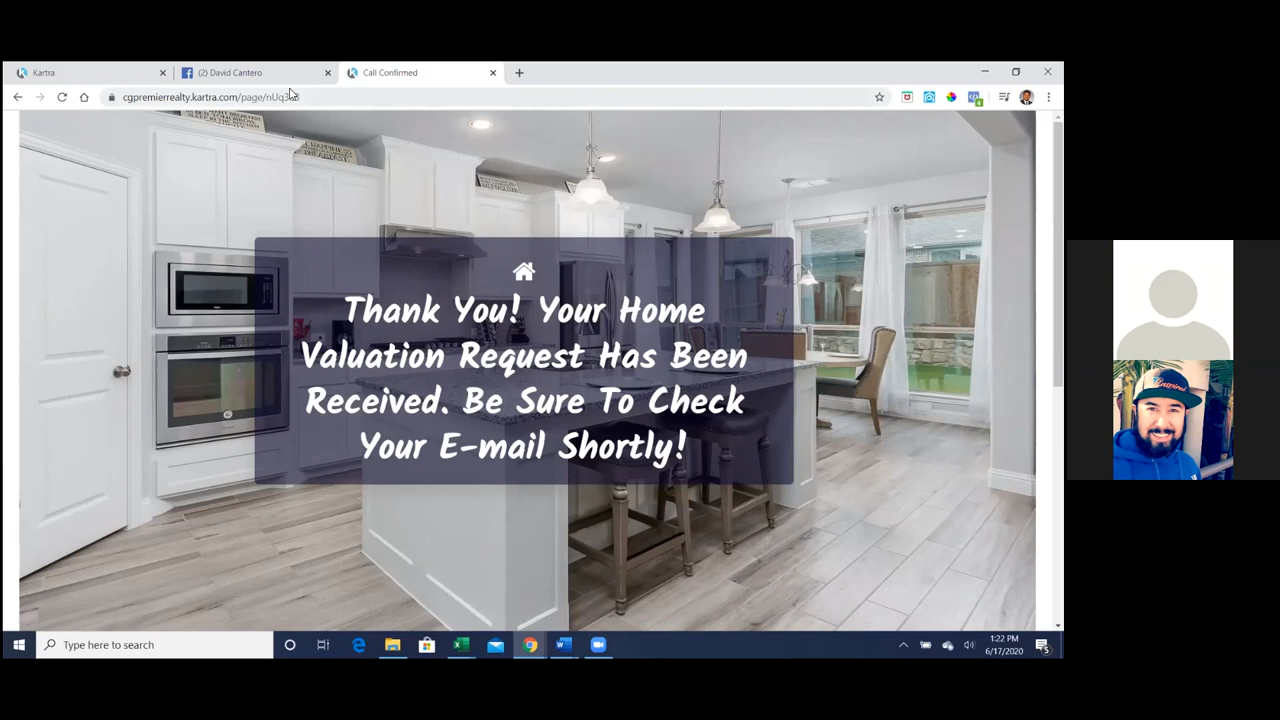 Kartra
(2) David Cantero
Call Confirmed
cgpremierrealty.kartra.com/page/
Thank You! Your Home
Valuation Request Has Been
Received. Be Sure To Check
Your E-mail Shortly!
Inspired
Type here to search
1:22 PM
6/17/2020